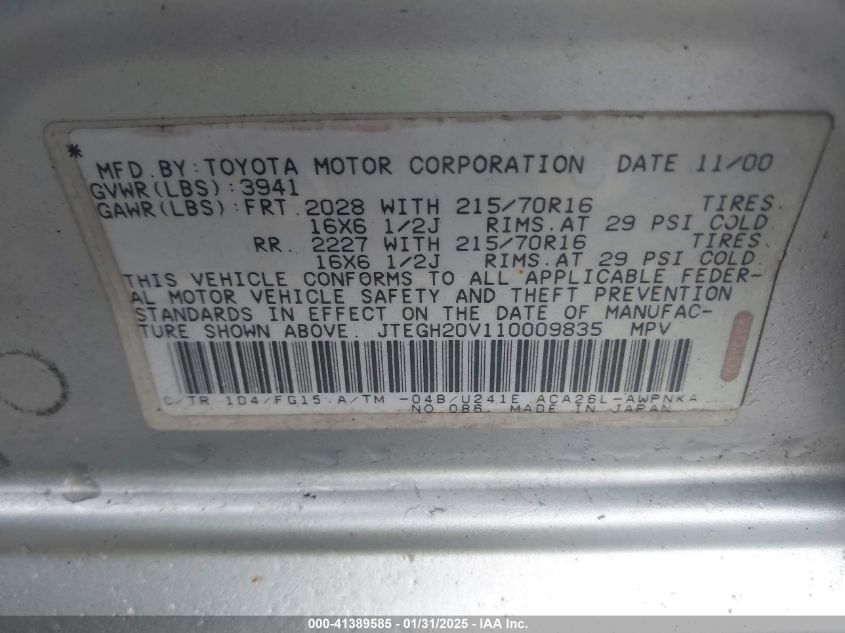 *
MFD.BY:TOYOTA MOTOR CORPORATION DATE 11/00
GVWR(LBS):3941
GAWR(LBS):FRT.2028 WITH 215/70R16 TIRES.
16X6 1/2J RIMS.AT 29 PSI COLD.
RR. 2227 WITH 215/70R16 TIRES.
16X6 1/2J RIMS.AT 29 PSI COLD.
THIS VEHICLE CONFORMS TO ALL APPLICABLE FEDER-
AL MOTOR VEHICLE SAFETY AND THEFT PREVENTION
STANDARDS IN EFFECT ON THE DATE OF MANUFAC-
TURE SHOWN ABOVE. JTEGH20V110009835 MPV
C/TR 1D4/FG15 A/TM -04B/U241E ACA26L-AWPNKA
NO.086. MADE IN JAPAN
000-41389585 - 01/31/2025 - IAA Inc.